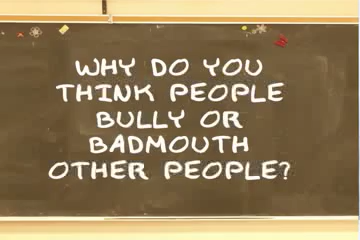 WHY DO YOU
THINK PEOPLE
BULLY OR
BADMOUTH
OTHER PEOPLE?